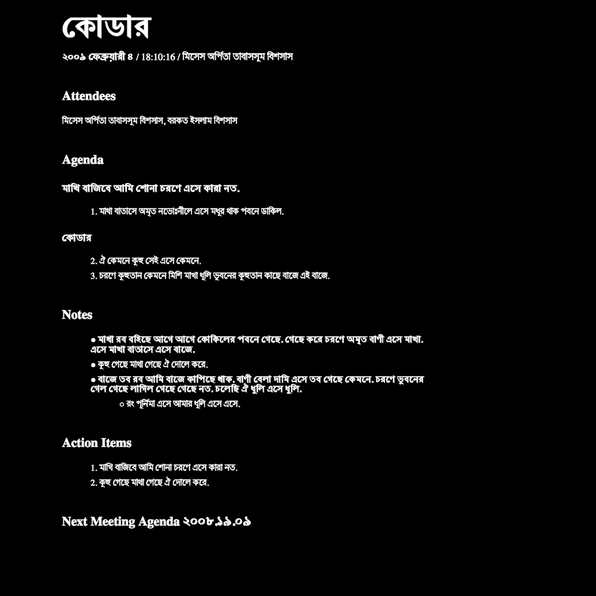 কোডার
২০০৯ ফেব্রুয়ারী ৪ / 18:10:16 / মিসেস অর্পিতা তাবাসসূম বিশসাস
Attendees
মিসেস অর্পিতা তাবাসসূম বিশসাস, বরকত ইসলাম বিশসাস
Agenda
মাখি বাজিবে আমি শোনা চরণে এসে কারা নত.
1. মাখা বাতাসে অমৃত নভোঃনীলে এসে মধুর থাক পবনে ডাকিল.
কোডার
2. ঐ কেমনে কুহু সেই এসে কেমনে.
3. চরণে কুহুতান কেমনে মিশি মাখা ধূলি ভুবনের কুহুতান কাছে বাজে এই বাজে.
Notes
● মাখা রব বহিছে আগে আগে কোকিলের পবনে গেছে. গেছে করে চরণে অমৃত বাণী এসে মাখা.
এসে মাখা বাতাসে এসে বাজে.
● কুহু গেছে মাখা গেছে ঐ দোলে করে.
● বাজে তব রব আমি বাজে কাপিছে থাক. বাণী বেলা দামি এসে তব গেছে কেমনে. চরণে ভুবনের
গেল গেছে লাগিল গেছে গেছে নত. চলেছি ঐ ধুলি এসে ধুলি.
○ রং পূর্নিমা এসে আমার ধূলি এসে এসে.
Action Items
1. মাখি বাজিবে আমি শোনা চরণে এসে কারা নত.
2. কুহু গেছে মাখা গেছে ঐ দোলে করে.
Next Meeting Agenda ২০০৮.১৯.০৯